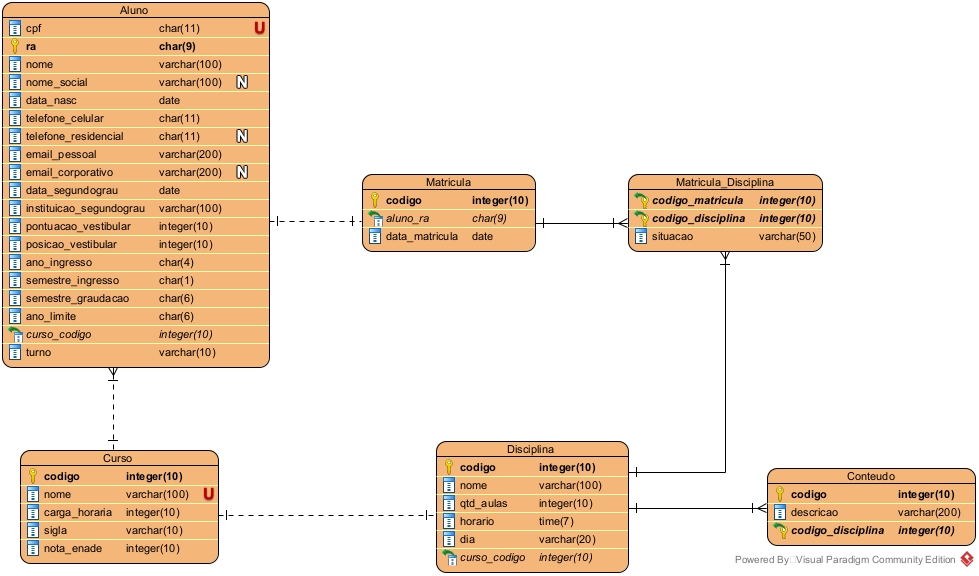 Aluno
cpf char(11) U
ra char(9)
nome varchar(100)
nome_social varchar(100) N
data_nasc date
telefone_celular char(11)
telefone_residencial char(11) N
email_pessoal varchar(200)
email_corporativo varchar(200) N
data_segundograu date
instituicao_segundograu varchar(100)
pontuacao_vestibular integer(10)
posicao_vestibular integer(10)
ano_ingresso char(4)
semestre_ingresso char(1)
semestre_graudacao char(6)
ano_limite char(6)
curso_codigo integer(10)
turno varchar(10)
Matricula
codigo integer(10)
aluno_ra char(9)
data_matricula date
Matricula_Disciplina
codigo_matricula integer(10)
codigo_disciplina integer(10)
situacao varchar(50)
Curso
codigo integer(10)
nome varchar(100) U
carga_horaria integer(10)
sigla varchar(10)
nota_enade integer(10)
Disciplina
codigo integer(10)
nome varchar(100)
qtd_aulas integer(10)
horario time(7)
dia varchar(20)
curso_codigo integer(10)
Conteudo
codigo integer(10)
descricao varchar(200)
codigo_disciplina integer(10)
Powered By Visual Paradigm Community Edition